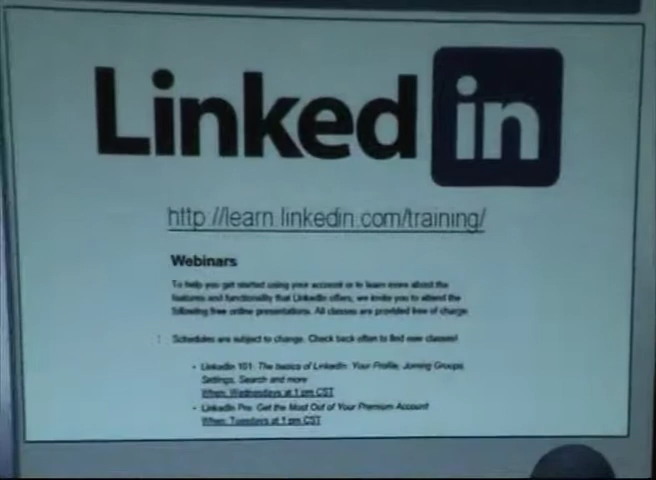 Linked in
http://learn.linkedin.com/training/
Webinars
To help you get started using your account or to learn more about the
features and functionality that LinkedIn offers, we invite you to attend the
following free online presentations. All classes are provided free of charge.
Schedules are subject to change. Check back often to find new classes!
• LinkedIn 101: The basics of LinkedIn: Your Profile, Joining Groups,
Settings, Search and more
When: Wednesdays at 1 pm CST
• LinkedIn Pro: Get the Most Out of Your Premium Account
When: Tuesdays at 1 pm CST